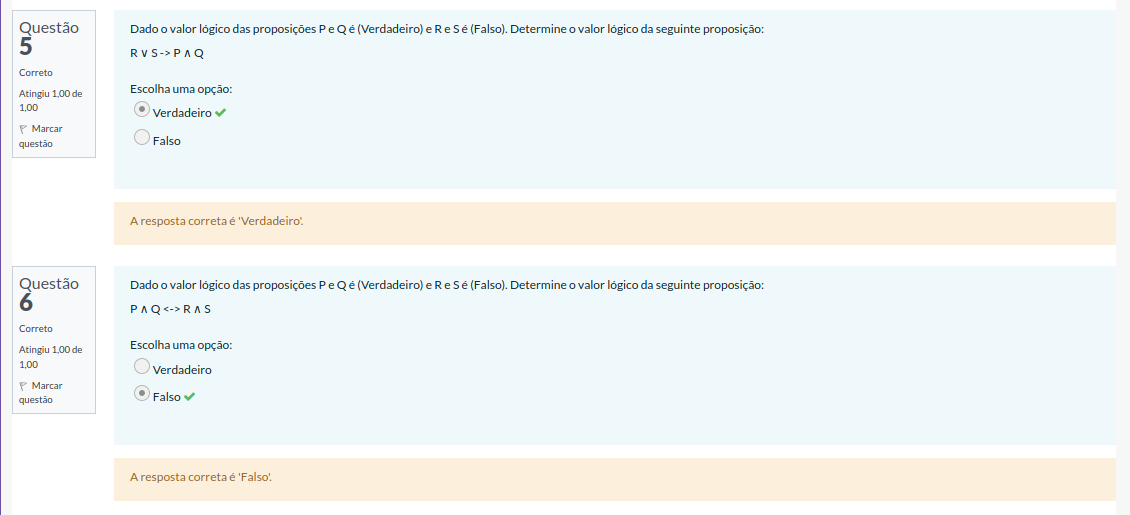 Questão
5
Correto
Atingiu 1,00 de
1,00
Marcar
questão
Dado o valor lógico das proposições P e Q é (Verdadeiro) e R e S é (Falso). Determine o valor lógico da seguinte proposição:
R ∨ S -> P ∧ Q
Escolha uma opção:
Verdadeiro
Falso
A resposta correta é 'Verdadeiro'.
Questão
6
Correto
Atingiu 1,00 de
1,00
Marcar
questão
Dado o valor lógico das proposições P e Q é (Verdadeiro) e R e S é (Falso). Determine o valor lógico da seguinte proposição:
P ∧ Q <-> R ∧ S
Escolha uma opção:
Verdadeiro
Falso
A resposta correta é 'Falso'.